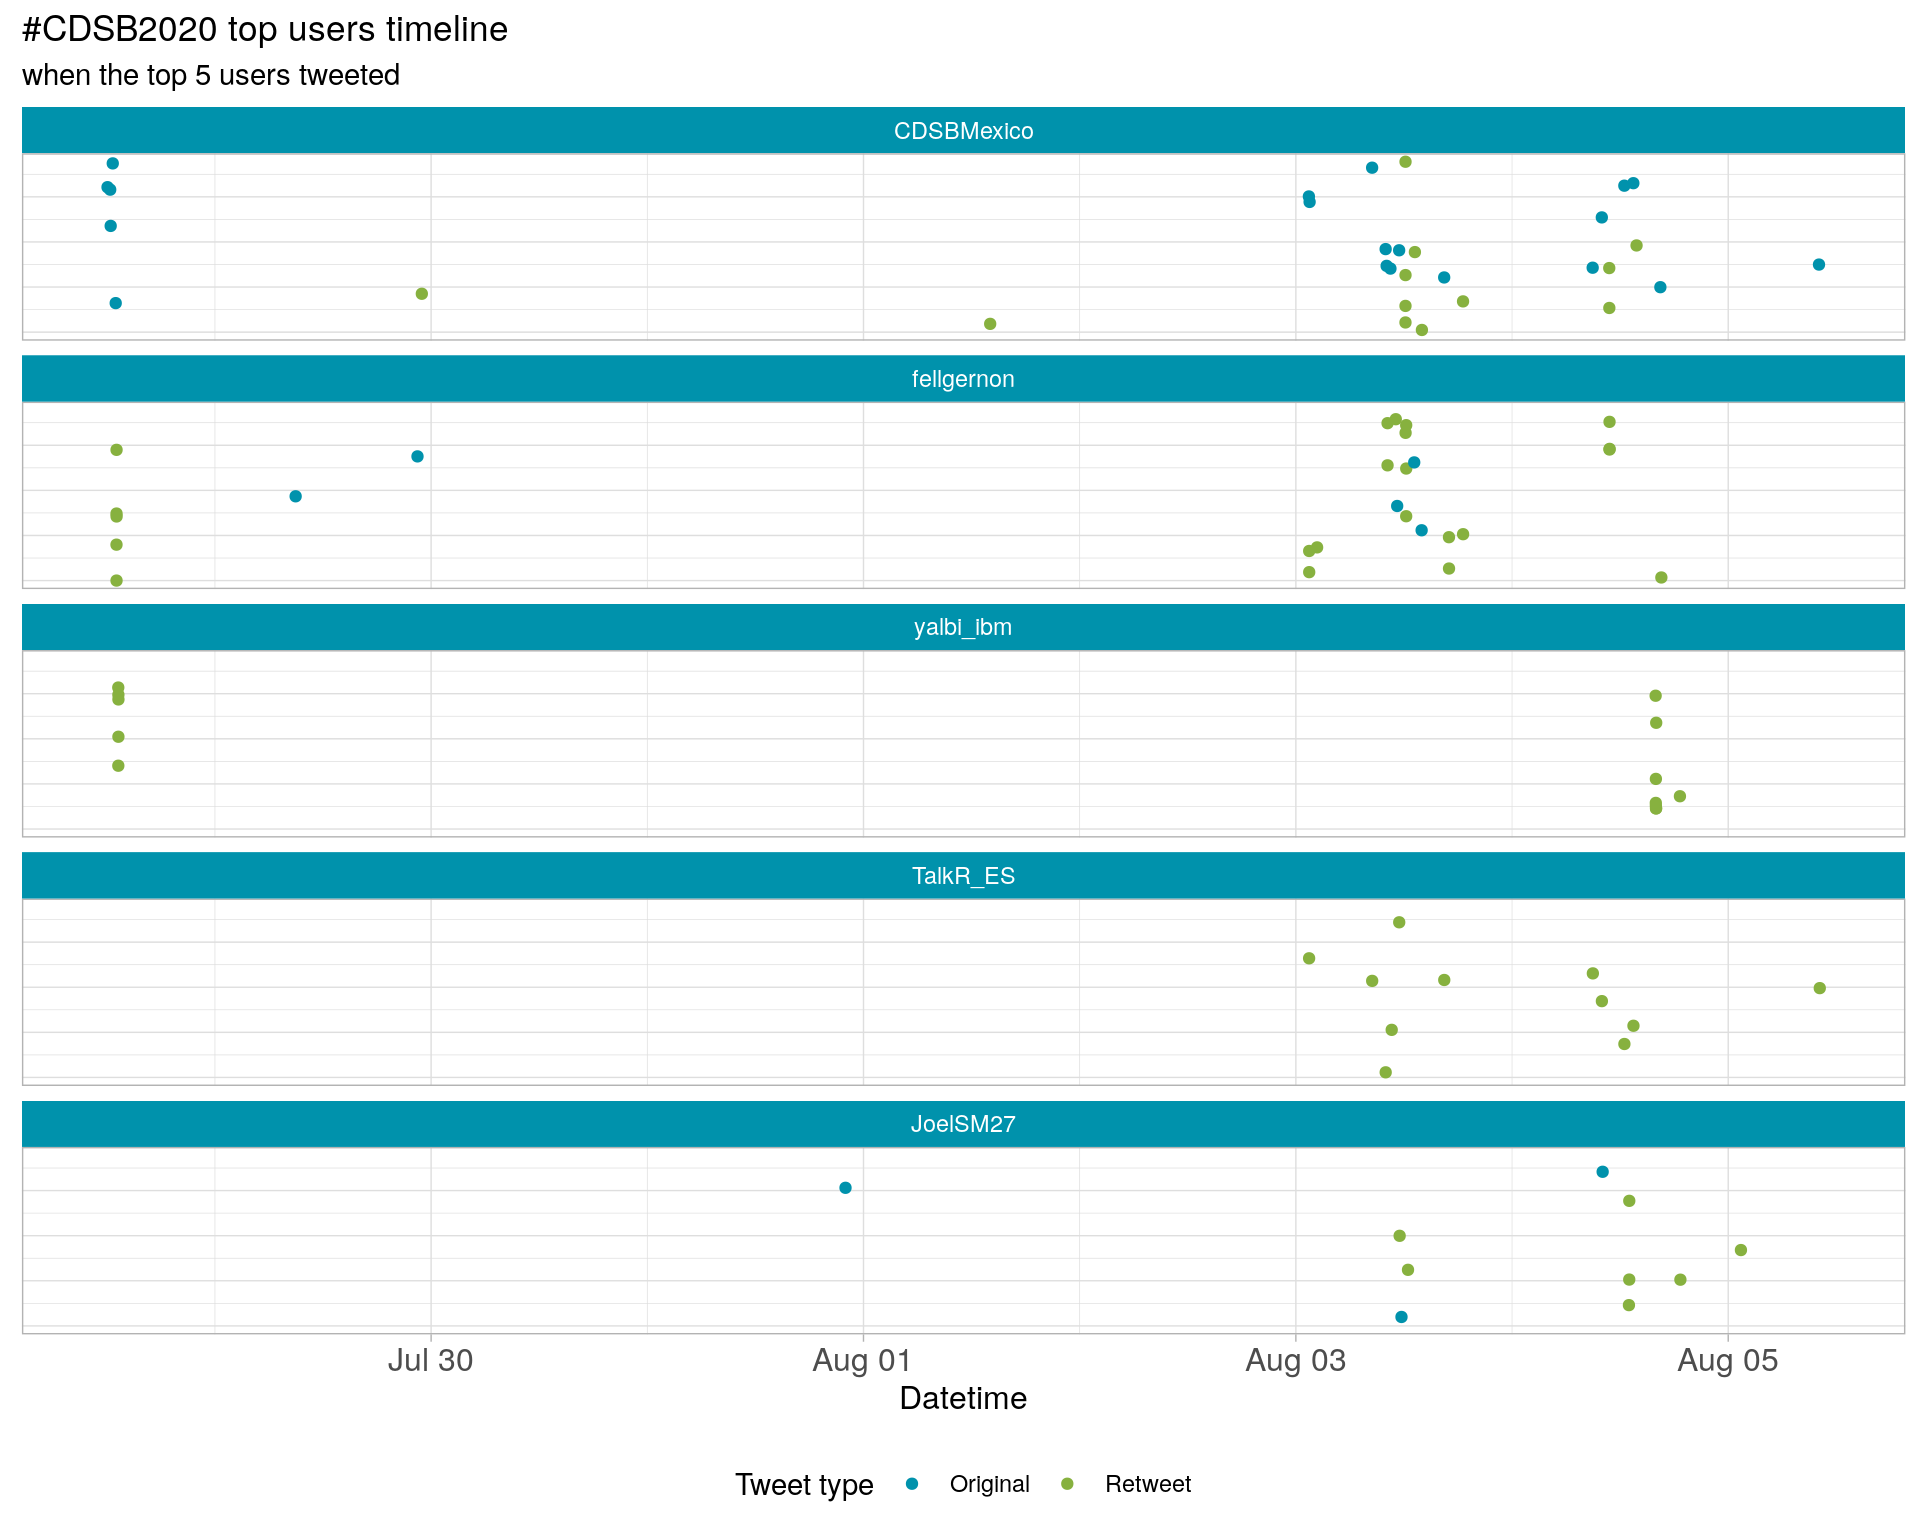 #CDSB2020 top users timeline
when the top 5 users tweeted
CDSBMexico
fellgernon
yalbi_ibm
TalkR_ES
JoelSM27
Jul 30 Aug 01 Aug 03 Aug 05
Datetime
Tweet type Original Retweet